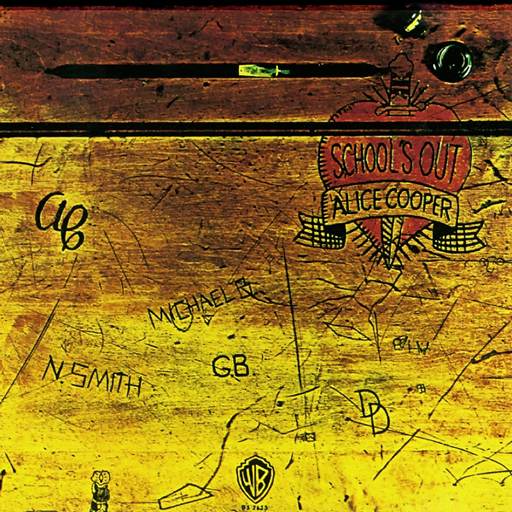 SCHOOL'S OUT
ALICE COOPER
ac
MICHAEL B.
N. SMITH
GB.
DD
WB